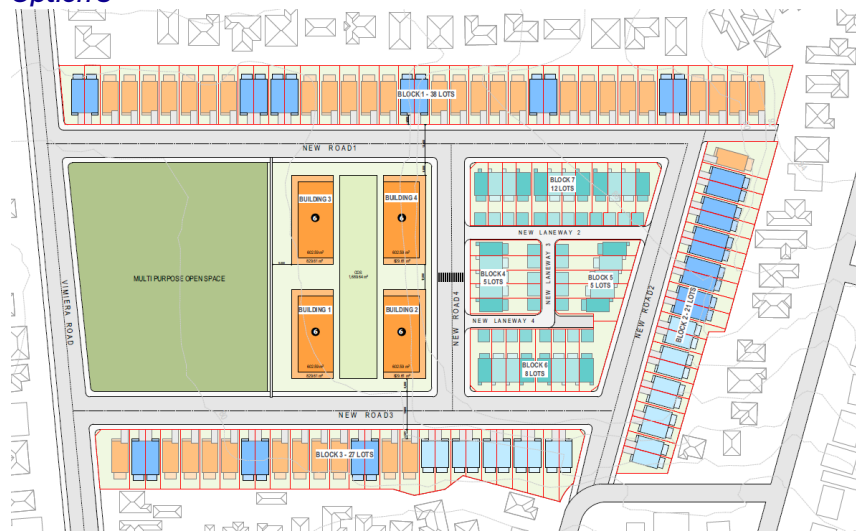 Option 3
BLOCK 1 - 38 LOTS
NEW ROAD1
BUILDING 3
6
BUILDING 4
BLOCK 7
12 LOTS
NEW LANEWAY 2
NEW LANEWAY 3
BLOCK 4
5 LOTS
BLOCK 5
5 LOTS
MULTI PURPOSE OPEN SPACE
VIMIERA ROAD
NEW ROAD4
NEW LANEWAY 4
NEW ROAD2
BLOCK 2 - 21 LOTS
BUILDING 1
6
BUILDING 2
6
BLOCK 6
8 LOTS
NEW ROAD3
BLOCK 3 - 27 LOTS